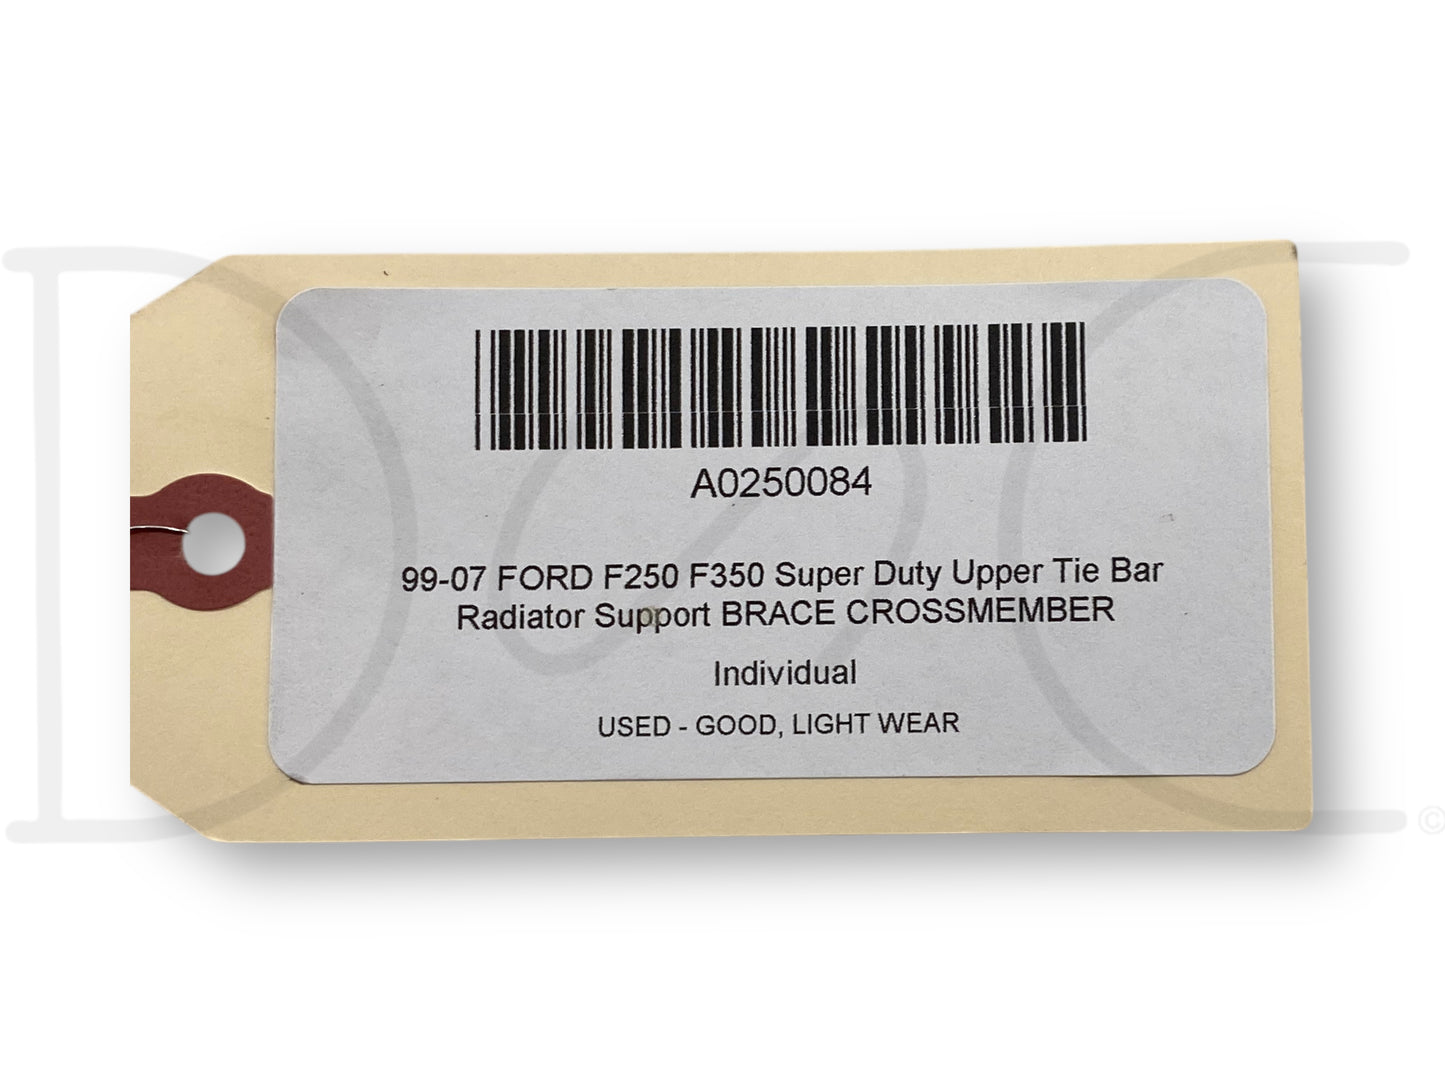 A0250084
99-07 FORD F250 F350 Super Duty Upper Tie Bar
Radiator Support BRACE CROSSMEMBER
Individual
USED - GOOD, LIGHT WEAR
©